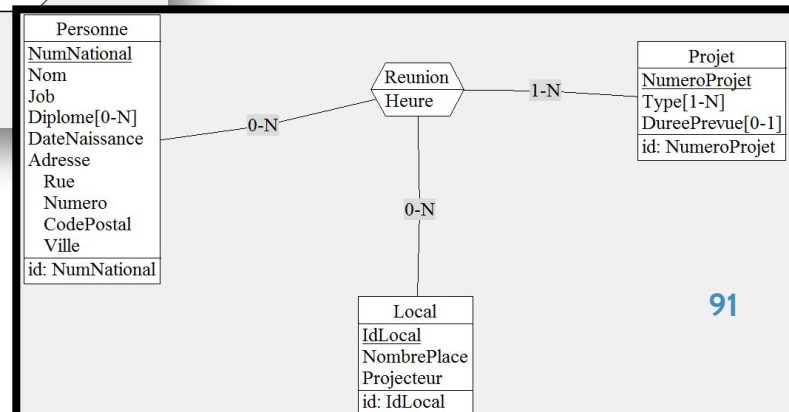 Personne
NumNational
Nom
Job
Diplome[0-N]
DateNaissance
Adresse
Rue
Numero
CodePostal
Ville
id: NumNational
0-N
Reunion
Heure
1-N
Projet
NumeroProjet
Type[1-N]
DureePrevue[0-1]
id: NumeroProjet
0-N
Local
IdLocal
NombrePlace
Projecteur
id: IdLocal
91